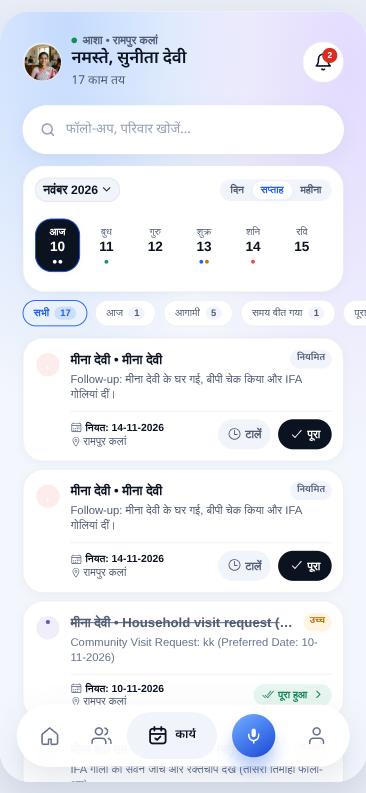 आशा • रामपुर कलां
नमस्ते, सुनीता देवी
17 काम तय
2
फॉलो-अप, परिवार खोजें...
नवंबर 2026
दिन सप्ताह महीना
आज बुध गुरु शुक्र शनि रवि
10 11 12 13 14 15
सभी 17 आज 1 आगामी 5 समय बीत गया 1
मीना देवी • मीना देवी नियमित
Follow-up: मीना देवी के घर गई, बीपी चेक किया और IFA
गोलियां दीं।
नियत: 14-11-2026
रामपुर कलां
टालें पूरा
मीना देवी • मीना देवी नियमित
Follow-up: मीना देवी के घर गई, बीपी चेक किया और IFA
गोलियां दीं।
नियत: 14-11-2026
रामपुर कलां
टालें पूरा
मीना देवी • Household visit request (... उच्च
Community Visit Request: kk (Preferred Date: 10-
11-2026)
नियत: 10-11-2026
रामपुर कलां
पूरा हुआ
कार्य